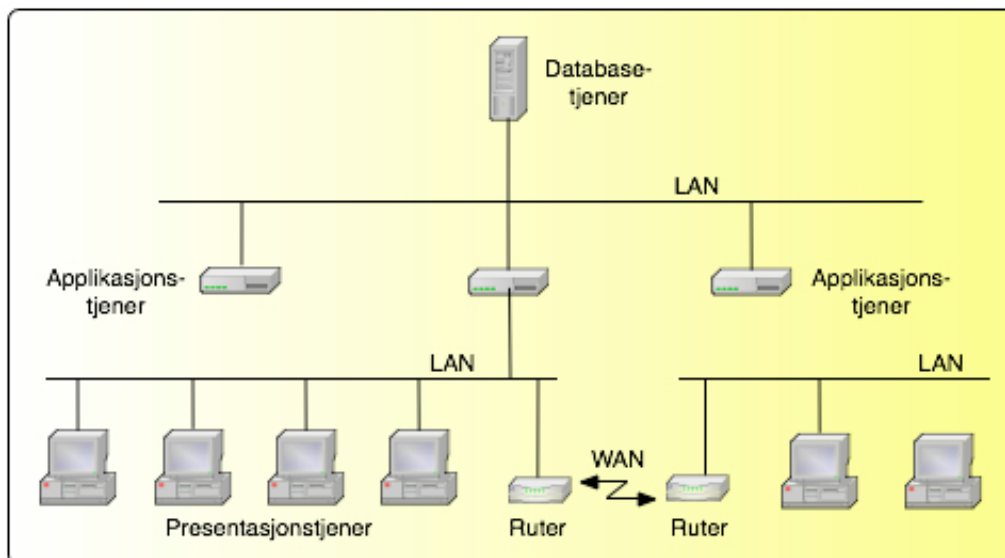 Database-
tjener
LAN
Applikasjons-
tjener
Applikasjons-
tjener
LAN
LAN
WAN
Presentasjonstjener
Ruter
Ruter